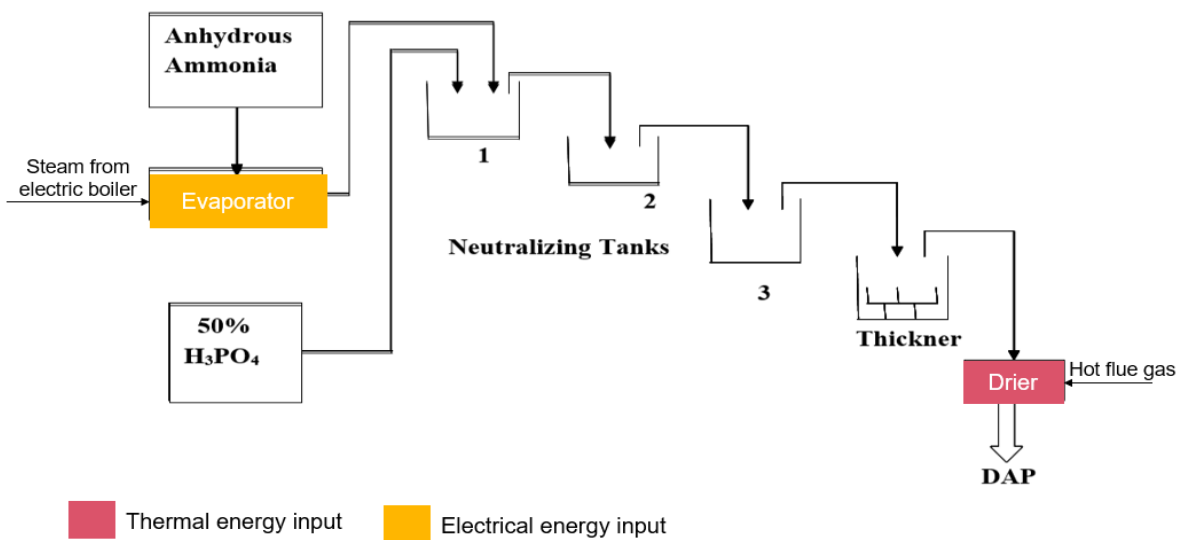 Anhydrous
Ammonia
Steam from
electric boiler
Evaporator
50%
H₃PO₄
1
2
Neutralizing Tanks
3
Thickner
Drier
Hot flue gas
DAP
Thermal energy input
Electrical energy input